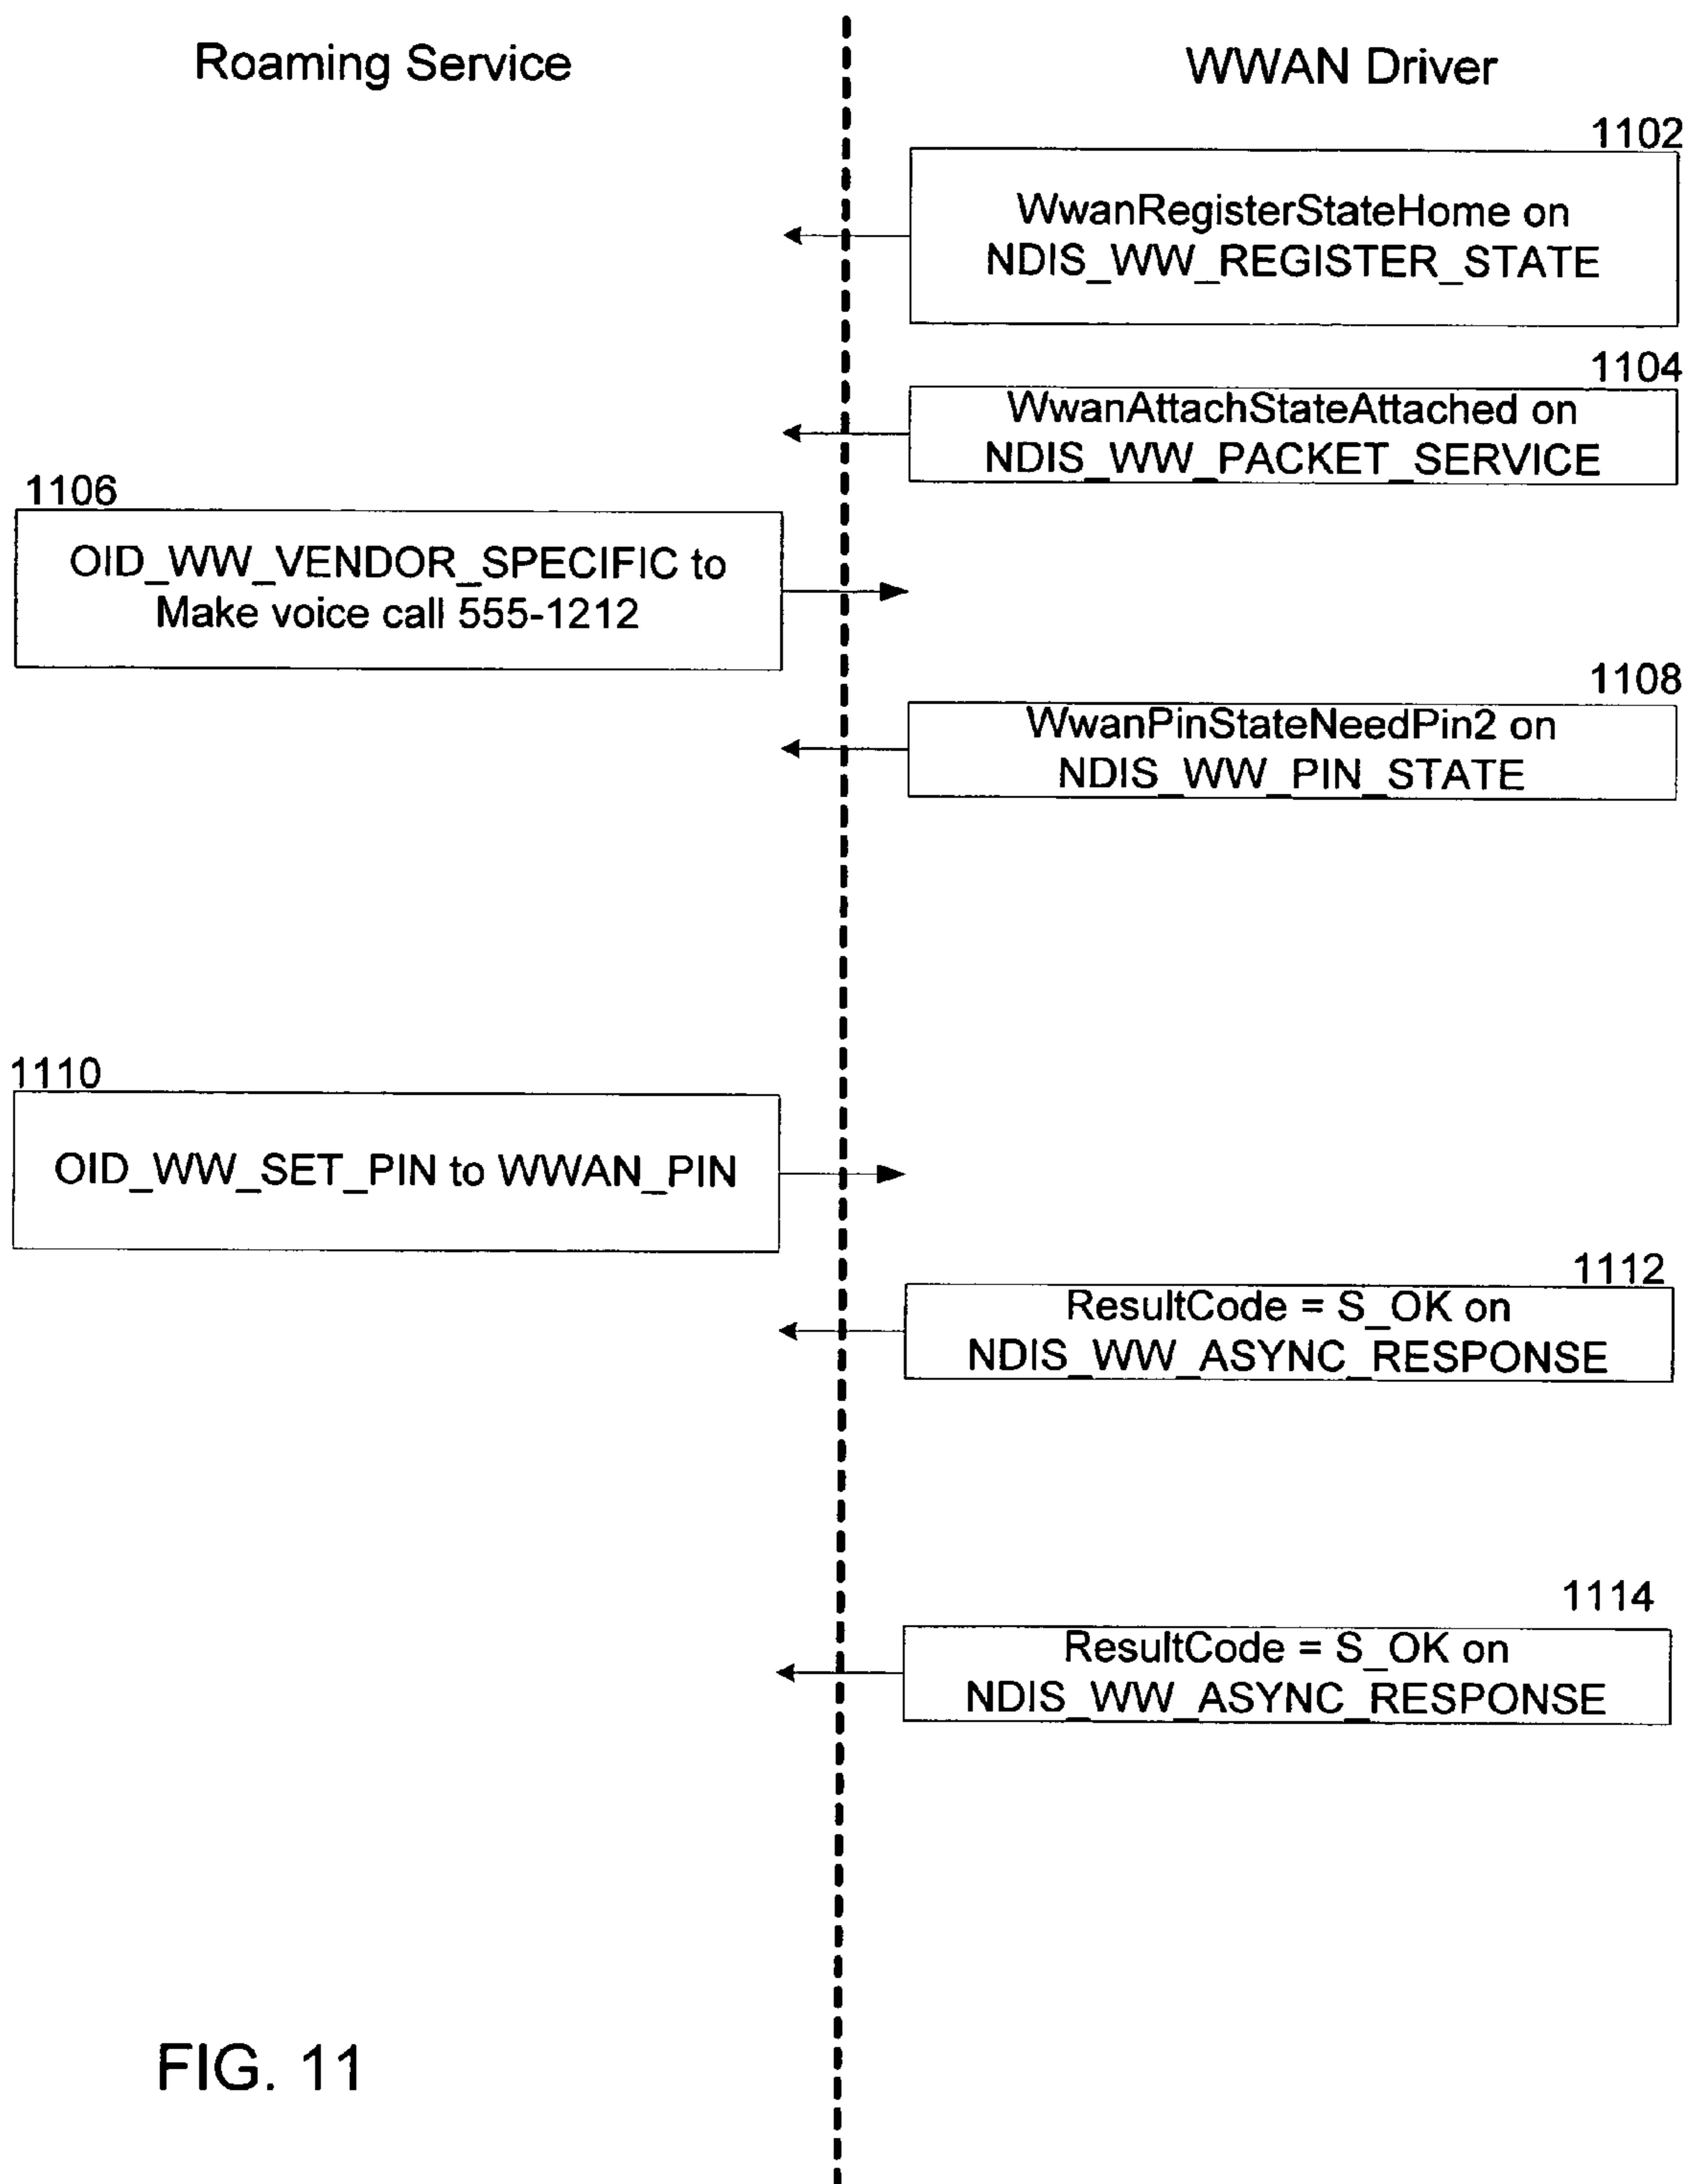 Roaming Service
WWAN Driver
1102
WwanRegisterStateHome on
NDIS_WW_REGISTER_STATE
1104
WwanAttachStateAttached on
NDIS_WW_PACKET_SERVICE
1106
OID_WW_VENDOR_SPECIFIC to
Make voice call 555-1212
1108
WwanPinStateNeedPin2 on
NDIS_WW_PIN_STATE
1110
OID_WW_SET_PIN to WWAN_PIN
1112
ResultCode = S_OK on
NDIS_WW_ASYNC_RESPONSE
1114
ResultCode = S_OK on
NDIS_WW_ASYNC_RESPONSE
FIG. 11